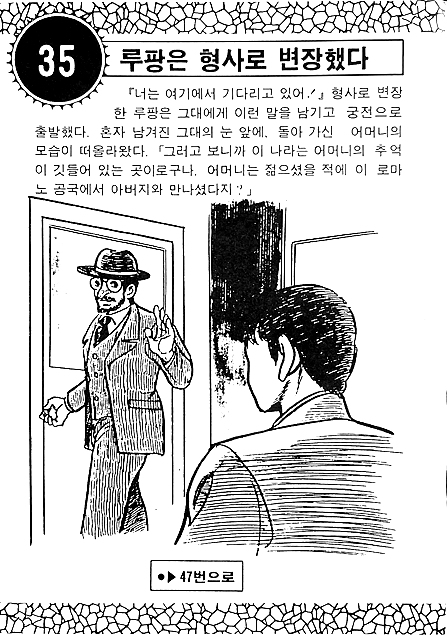 35
루팡은 형사로 변장했다
『너는 여기에서 기다리고 있어!』 형사로 변장
한 루팡은 그대에게 이런 말을 남기고 궁전으로
출발했다. 혼자 남겨진 그대의 눈 앞에, 돌아 가신 어머니의
모습이 떠올라왔다. 「그러고 보니까 이 나라는 어머니의 추억
이 깃들어 있는 곳이로구나. 어머니는 젊으셨을 적에 이 로마
노 공국에서 아버지와 만나셨다지?」
●▶47번으로